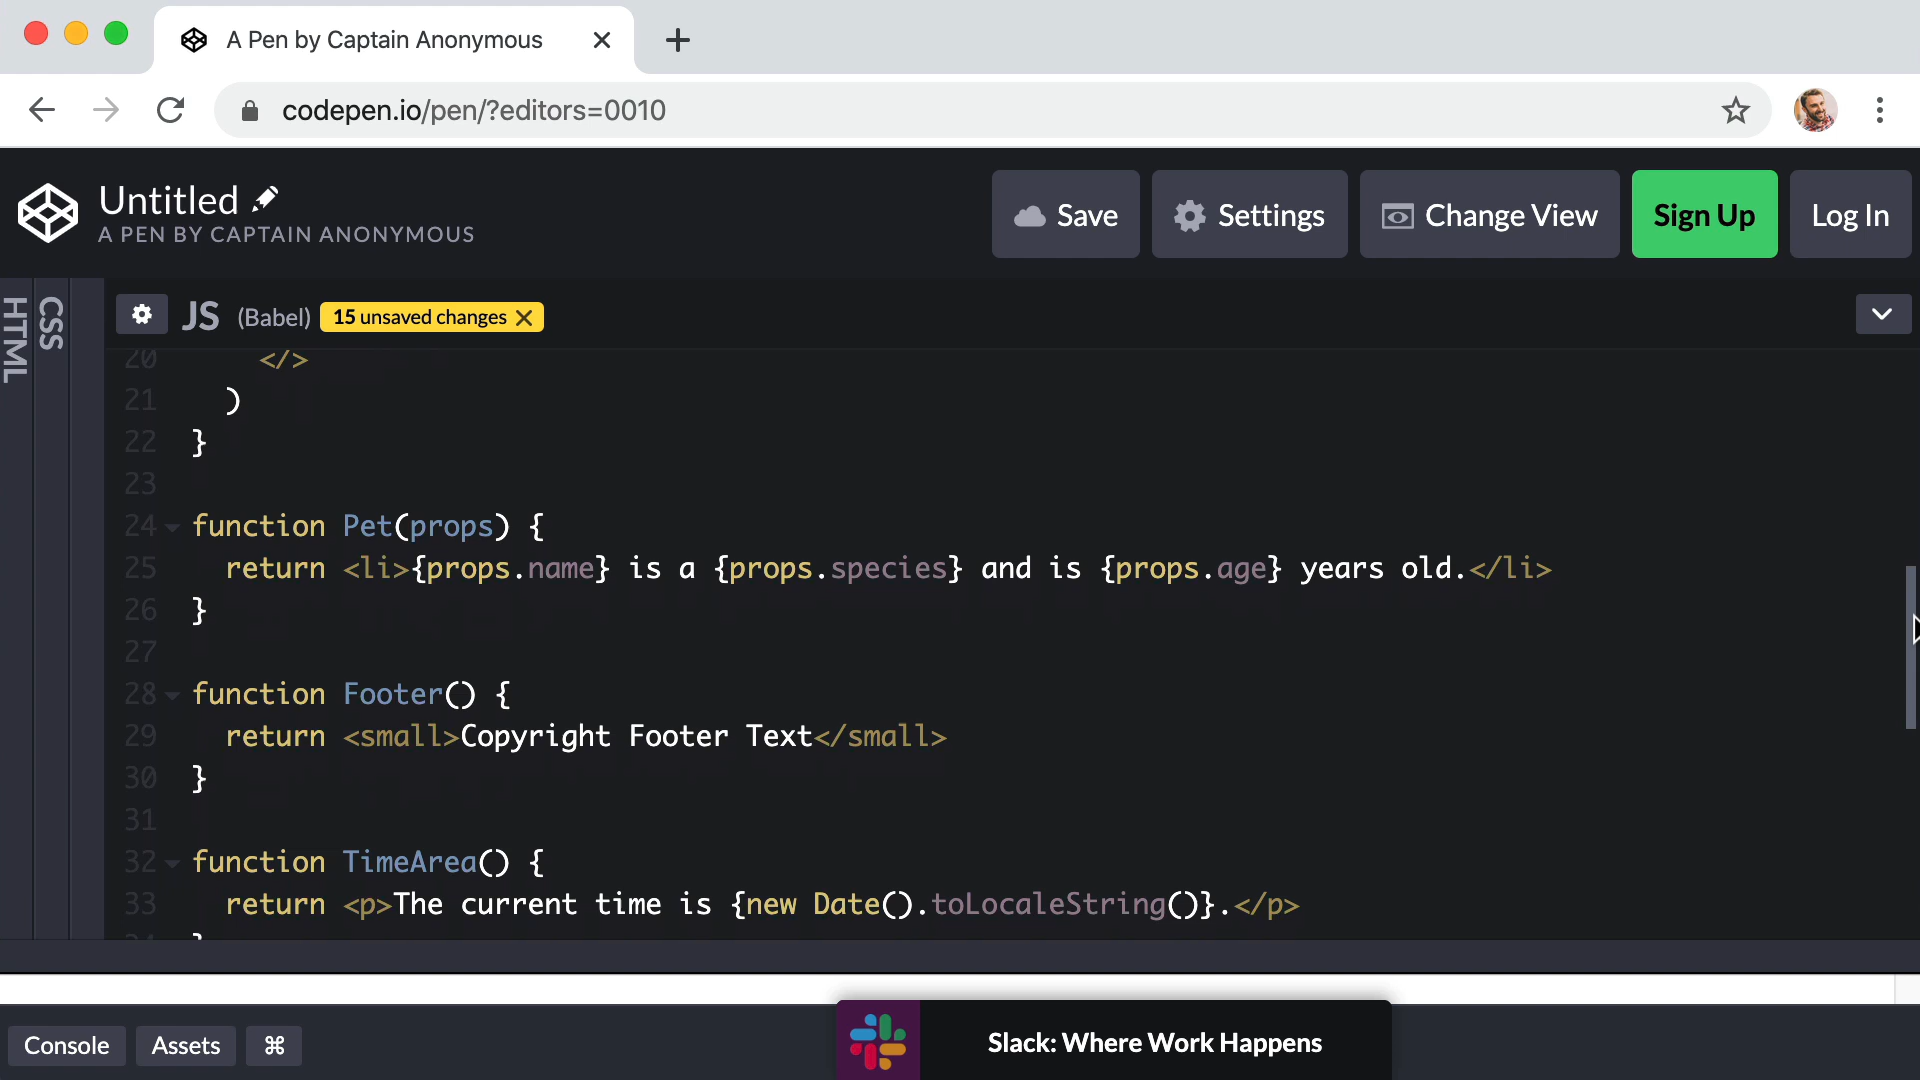 A Pen by Captain Anonymous
codepen.io/pen/?editors=0010
Untitled
A PEN BY CAPTAIN ANONYMOUS
Save
Settings
Change View
Sign Up
Log In
HTML
CSS
JS (Babel) 15 unsaved changes
20 </>
21 )
22 }
23
24 function Pet(props) {
25 return <li>{props.name} is a {props.species} and is {props.age} years old.</li>
26 }
27
28 function Footer() {
29 return <small>Copyright Footer Text</small>
30 }
31
32 function TimeArea() {
33 return <p>The current time is {new Date().toLocaleString()}.</p>
Console
Assets
⌘
Slack: Where Work Happens